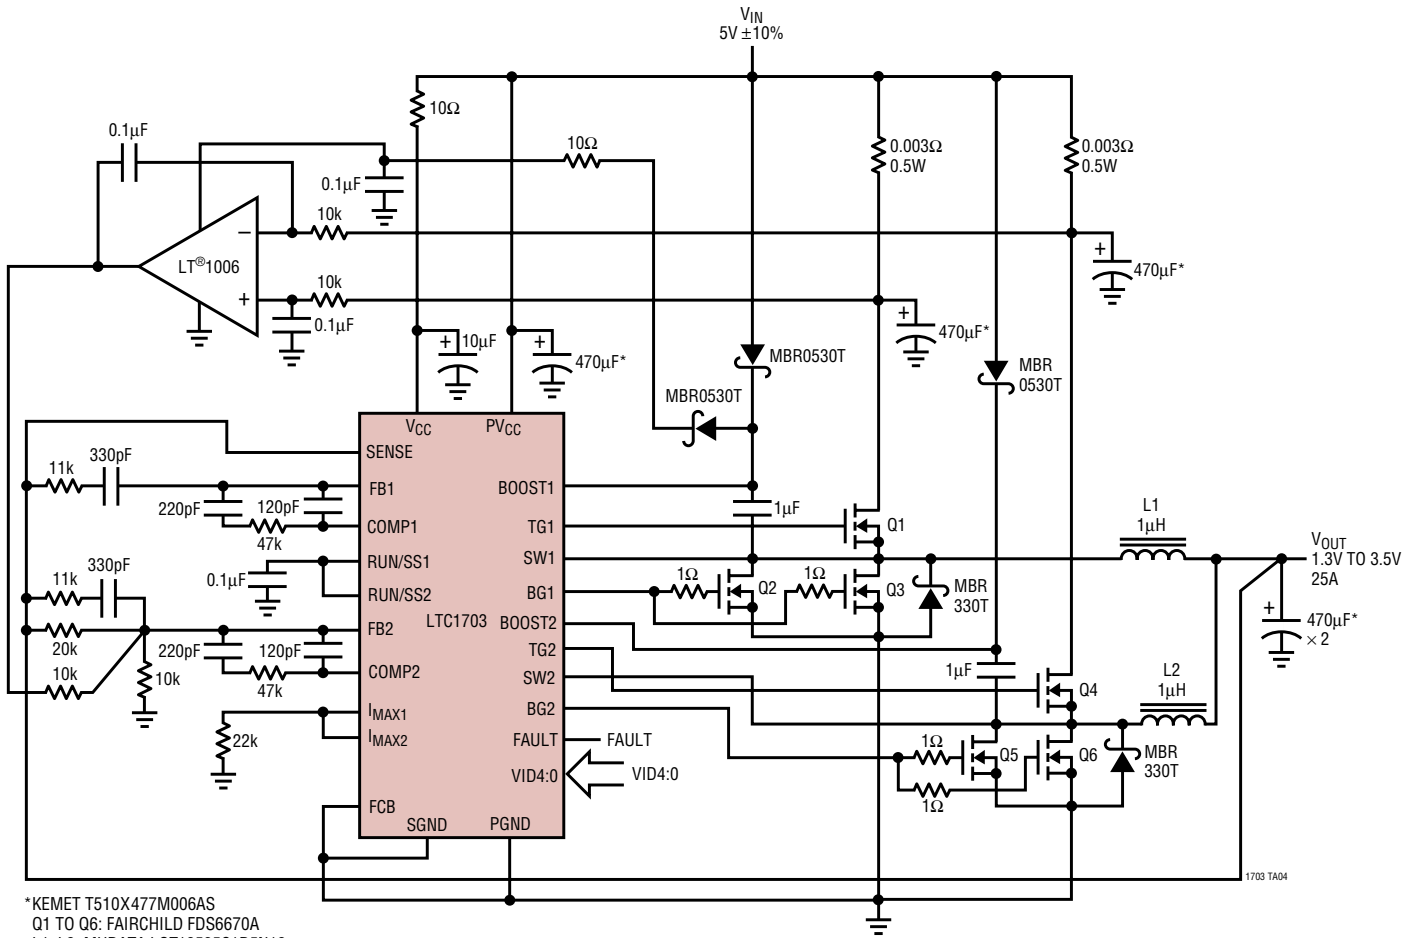 VIN
5V ±10%
10Ω
0.1µF
10Ω
0.003Ω
0.5W
0.003Ω
0.5W
0.1µF
10k
−
LT®1006
+
470µF*
10k
+
0.1µF
+
10µF
+
470µF*
+
470µF*
MBR0530T
MBR
0530T
MBR0530T
VCC
PVCC
SENSE
330pF
11k
FB1
BOOST1
220pF
120pF
1µF
L1
1µH
COMP1
TG1
Q1
47k
VOUT
1.3V TO 3.5V
25A
330pF
RUN/SS1
SW1
11k
0.1µF
1Ω
1Ω
RUN/SS2
BG1
Q2
Q3
MBR
330T
LTC1703
BOOST2
+
470µF*
× 2
FB2
20k
220pF
120pF
TG2
10k
10k
COMP2
SW2
1µF
L2
1µH
47k
Q4
IMAX1
BG2
22k
IMAX2
FAULT
FAULT
1Ω
Q5
Q6
MBR
330T
VID4:0
VID4:0
1Ω
FCB
SGND
PGND
1703 TA04
*KEMET T510X477M006AS
Q1 TO Q6: FAIRCHILD FDS6670A